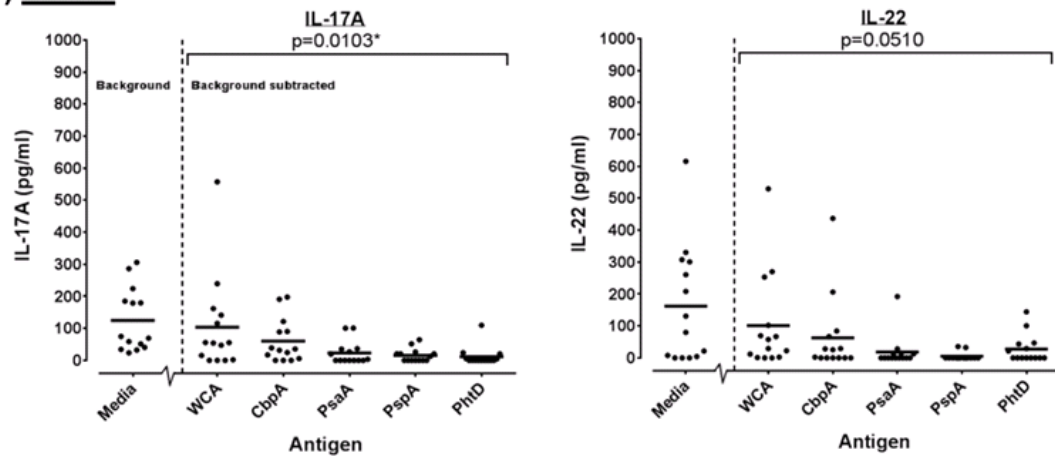 )
IL-17A
p=0.0103*
1000
900
800
700
600
500
400
300
200
100
0
Background
Background subtracted
IL-17A (pg/ml)
Media
WCA
CbpA
PsaA
PspA
PhtD
Antigen
IL-22
p=0.0510
1000
900
800
700
600
500
400
300
200
100
0
IL-22 (pg/ml)
Media
WCA
CbpA
PsaA
PspA
PhtD
Antigen